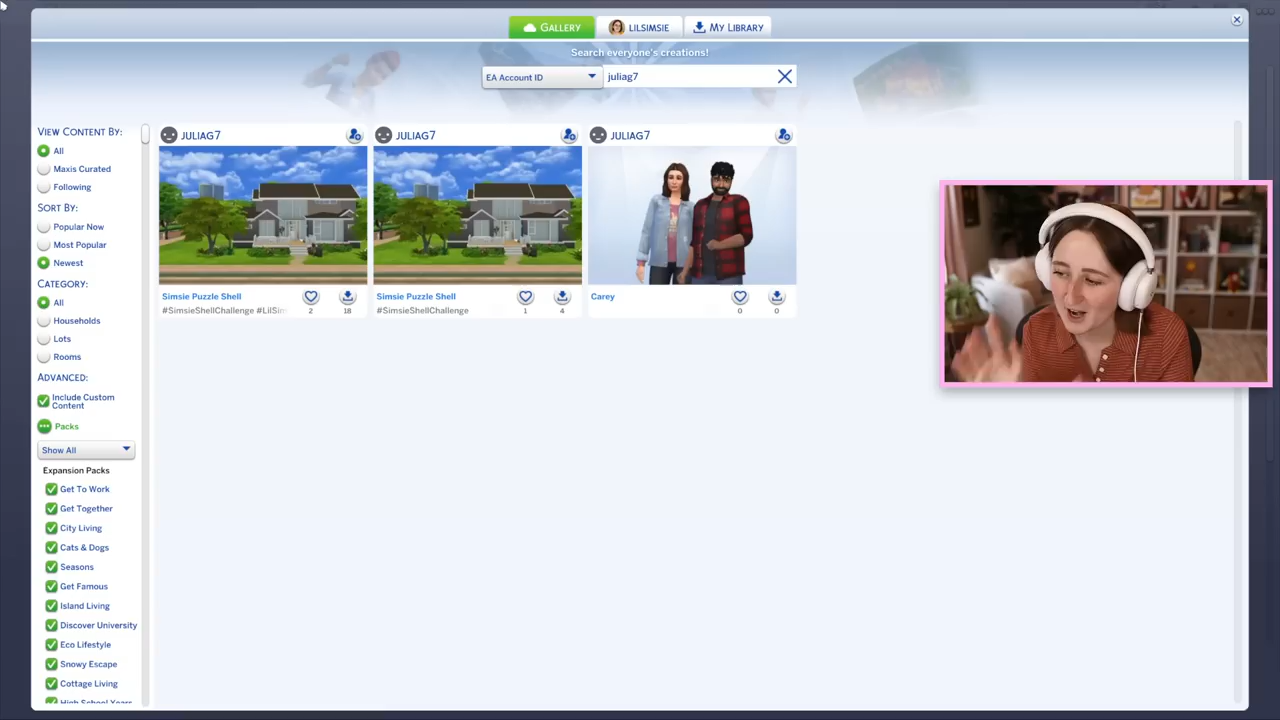 GALLERY
LILSIMSIE
MY LIBRARY
Search everyone's creations!
EA Account ID
juliag7
VIEW CONTENT BY:
All
Maxis Curated
Following
SORT BY:
Popular Now
Most Popular
Newest
CATEGORY:
All
Households
Lots
Rooms
ADVANCED:
Include Custom
Content
Packs
Show All
Expansion Packs
Get To Work
Get Together
City Living
Cats & Dogs
Seasons
Get Famous
Island Living
Discover University
Eco Lifestyle
Snowy Escape
Cottage Living
High School Years
JULIAG7
Simsie Puzzle Shell
2
18
#SimsieShellChallenge #LilSim
JULIAG7
Simsie Puzzle Shell
1
4
#SimsieShellChallenge
JULIAG7
Carey
0
0